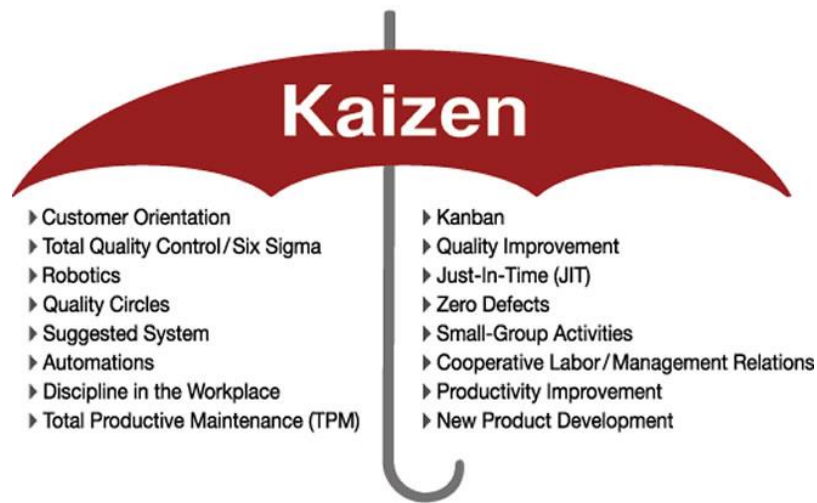 Kaizen
Customer Orientation
Total Quality Control/Six Sigma
Robotics
Quality Circles
Suggested System
Automations
Discipline in the Workplace
Total Productive Maintenance (TPM)
Kanban
Quality Improvement
Just-In-Time (JIT)
Zero Defects
Small-Group Activities
Cooperative Labor/Management Relations
Productivity Improvement
New Product Development